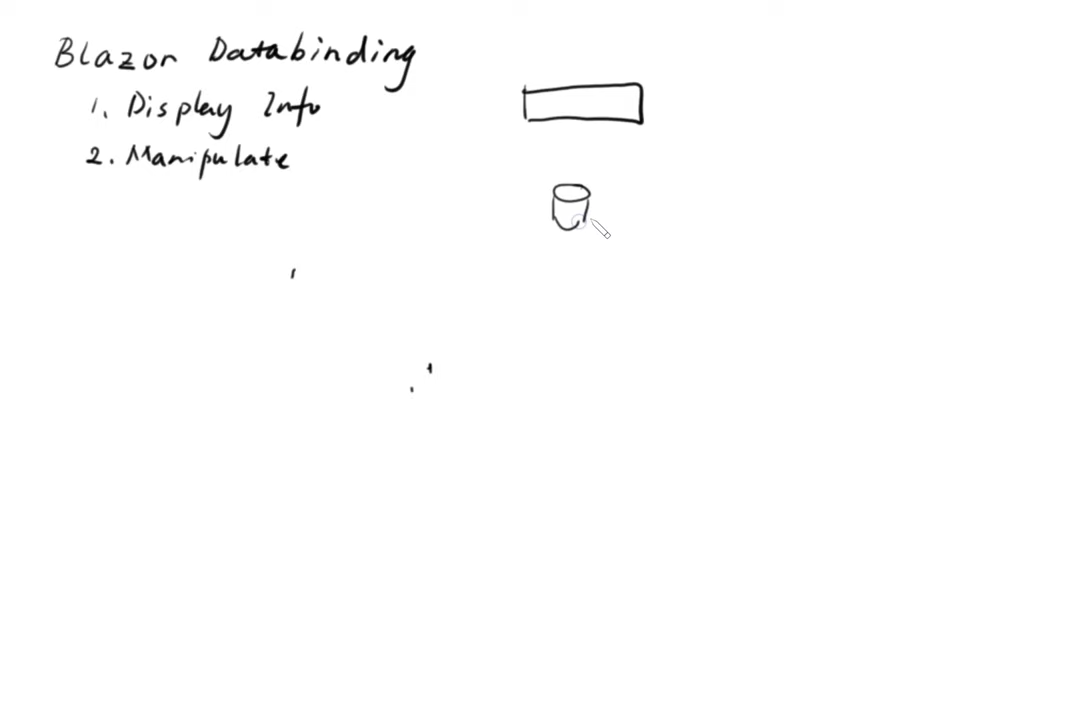 Blazor Databinding
1. Display Info
2. Manipulate